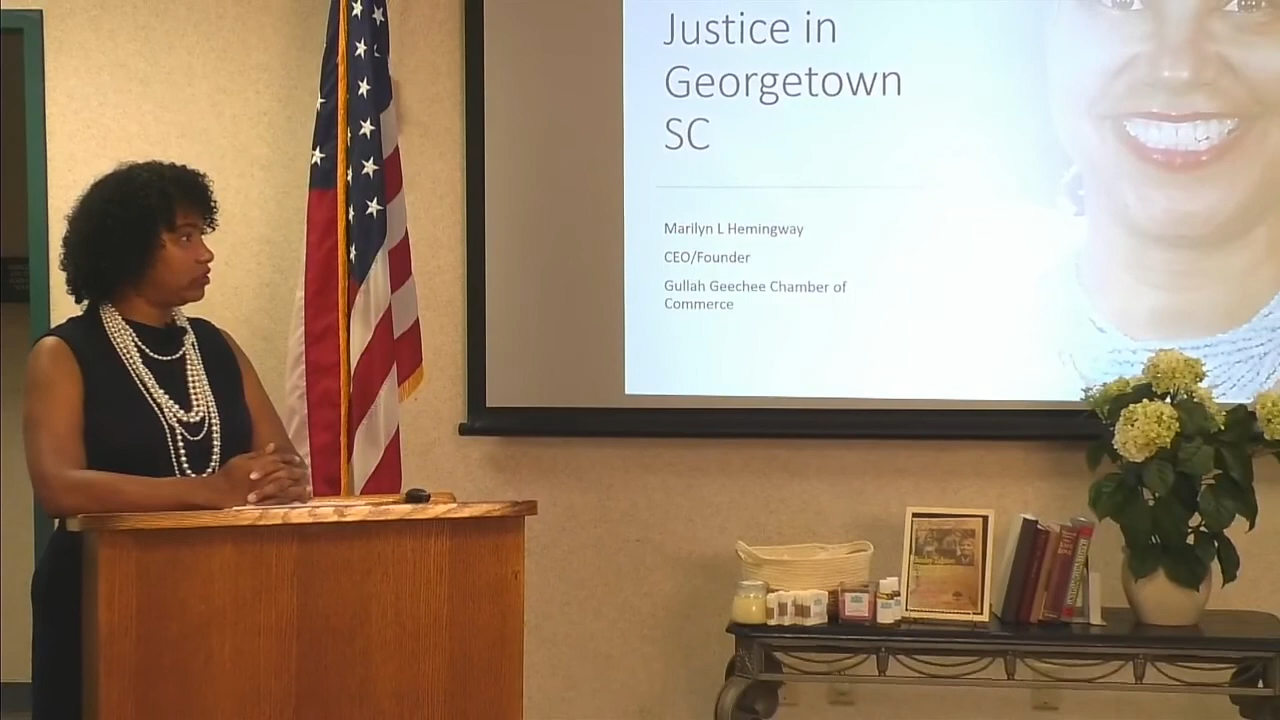 Justice in
Georgetown
SC
Marilyn L Hemingway
CEO/Founder
Gullah Geechee Chamber of
Commerce